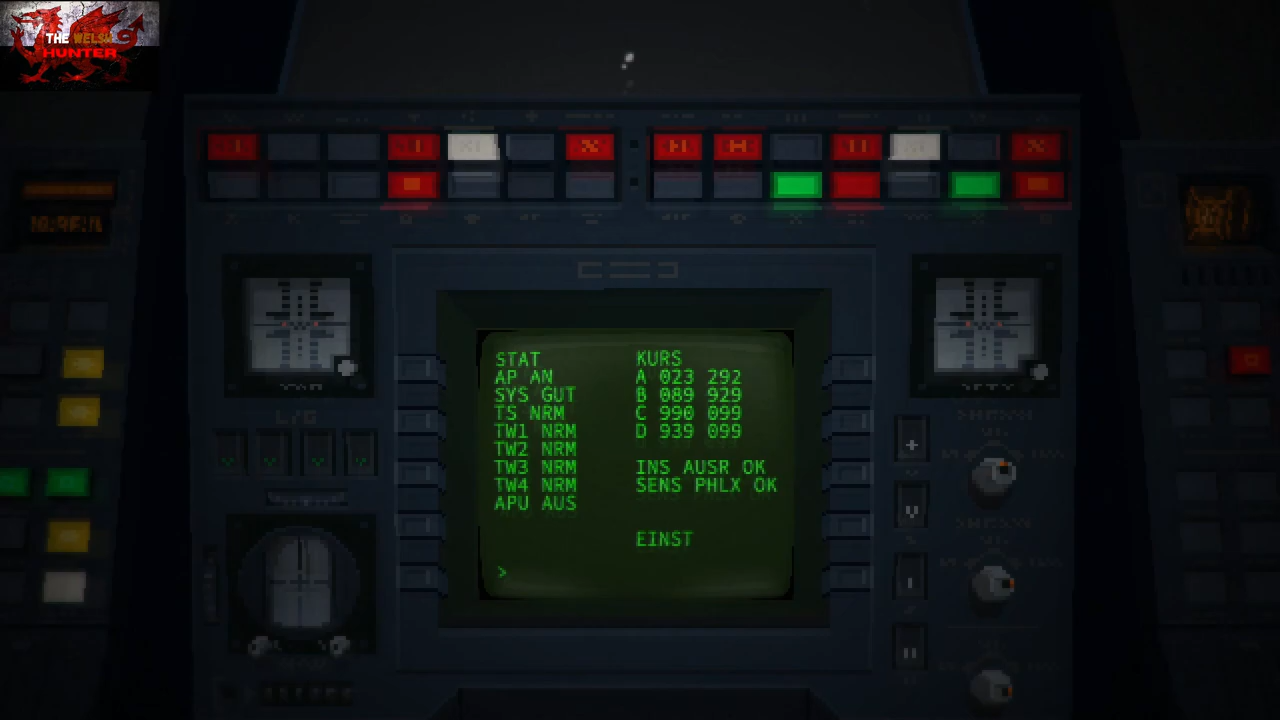 THE WELSH
HUNTER
STAT
AP AN
SYS GUT
TS NRM
TW1 NRM
TW2 NRM
TW3 NRM
TW4 NRM
APU AUS
KURS
A 023 292
B 089 929
C 990 099
D 939 099
INS AUSR OK
SENS PHLX OK
EINST
>